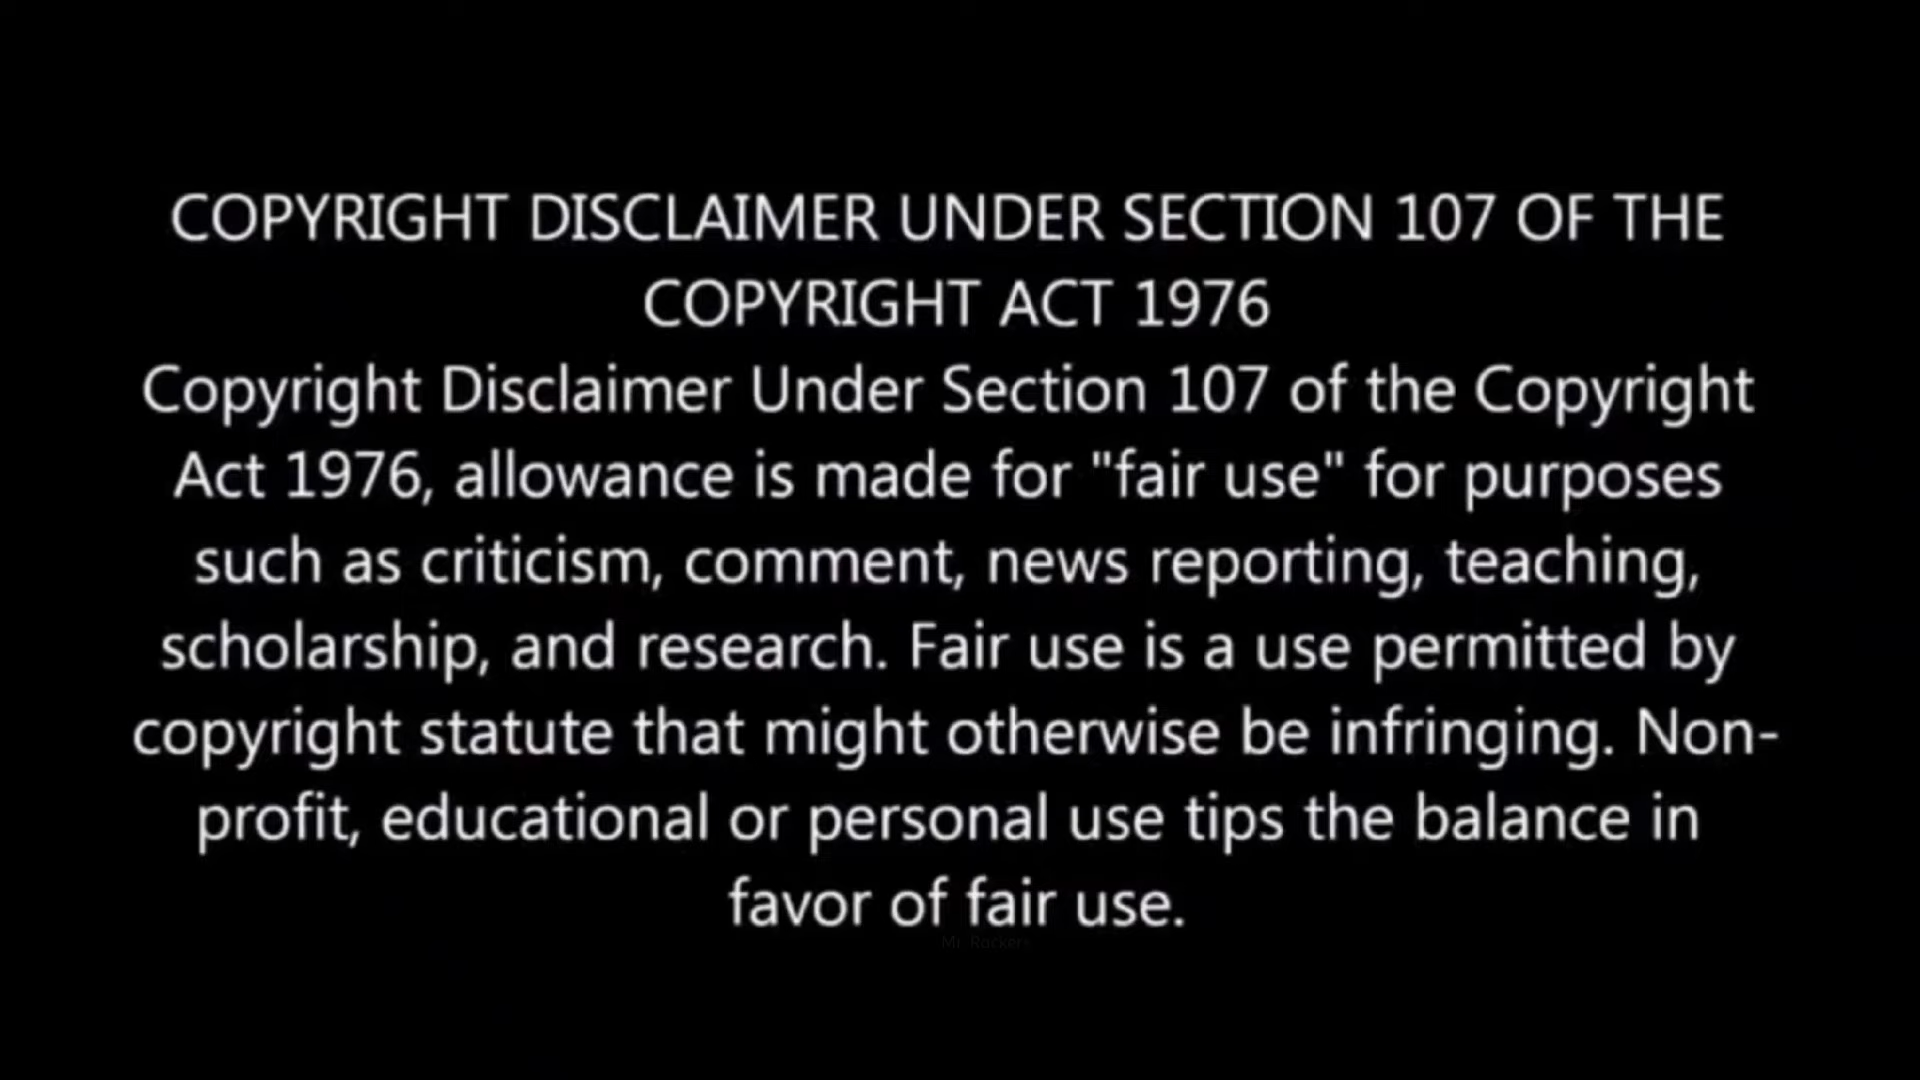 COPYRIGHT DISCLAIMER UNDER SECTION 107 OF THE
COPYRIGHT ACT 1976
Copyright Disclaimer Under Section 107 of the Copyright
Act 1976, allowance is made for "fair use" for purposes
such as criticism, comment, news reporting, teaching,
scholarship, and research. Fair use is a use permitted by
copyright statute that might otherwise be infringing. Non-
profit, educational or personal use tips the balance in
favor of fair use.